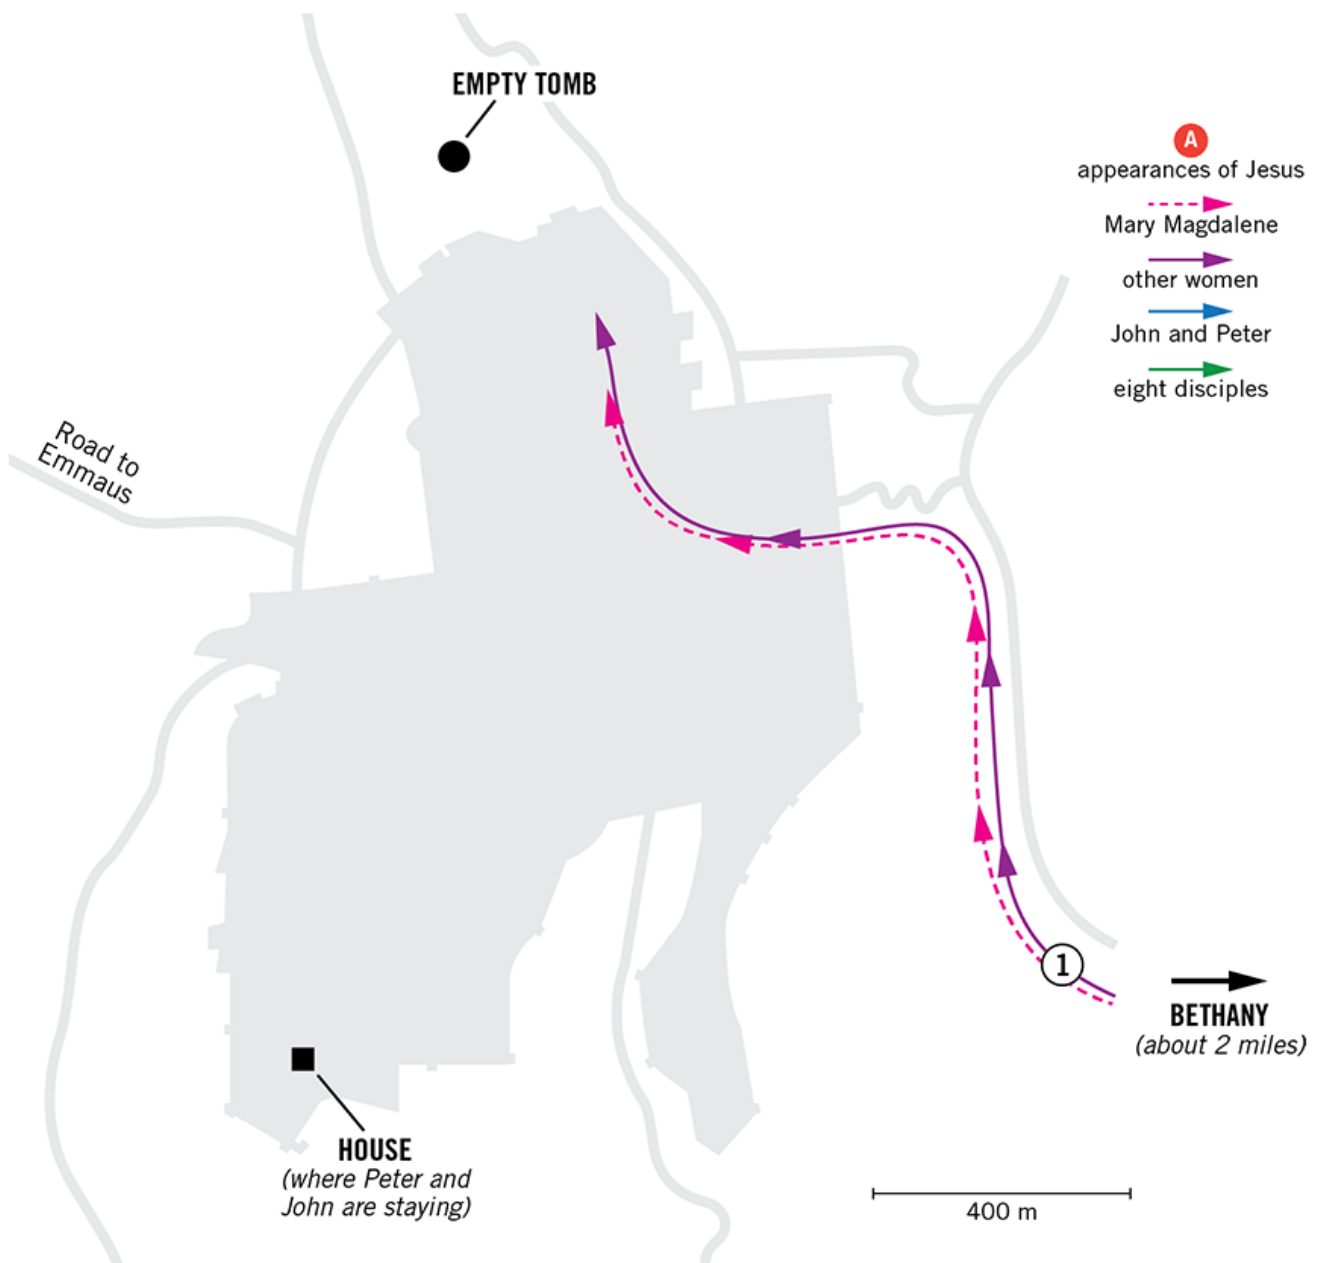 EMPTY TOMB
A
appearances of Jesus
Mary Magdalene
other women
John and Peter
eight disciples
Road to
Emmaus
1
BETHANY
(about 2 miles)
HOUSE
(where Peter and
John are staying)
400 m